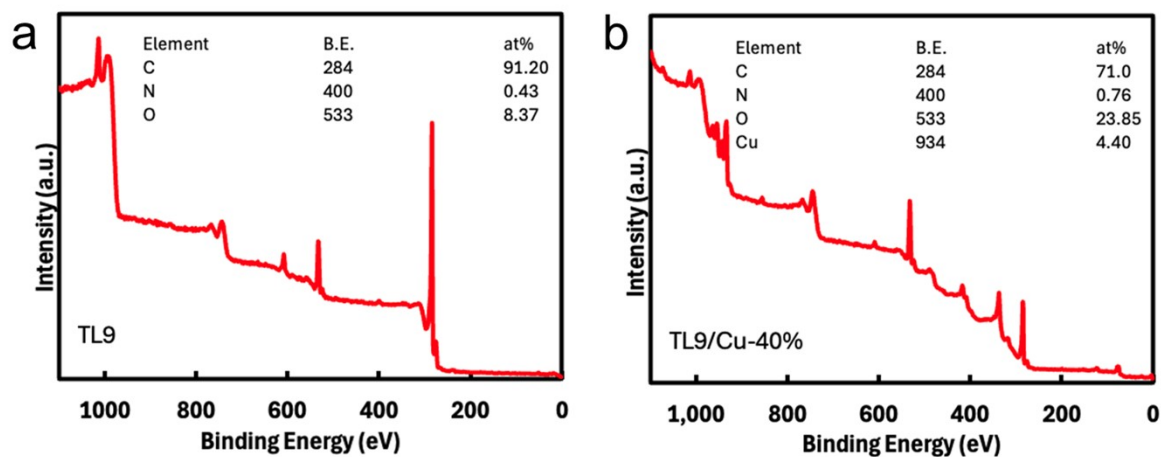 a
Element B.E. at%
C 284 91.20
N 400 0.43
O 533 8.37
Intensity (a.u.)
TL9
1000 800 600 400 200 0
Binding Energy (eV)
b
Element B.E. at%
C 284 71.0
N 400 0.76
O 533 23.85
Cu 934 4.40
Intensity (a.u.)
TL9/Cu-40%
1,000 800 600 400 200 0
Binding Energy (eV)